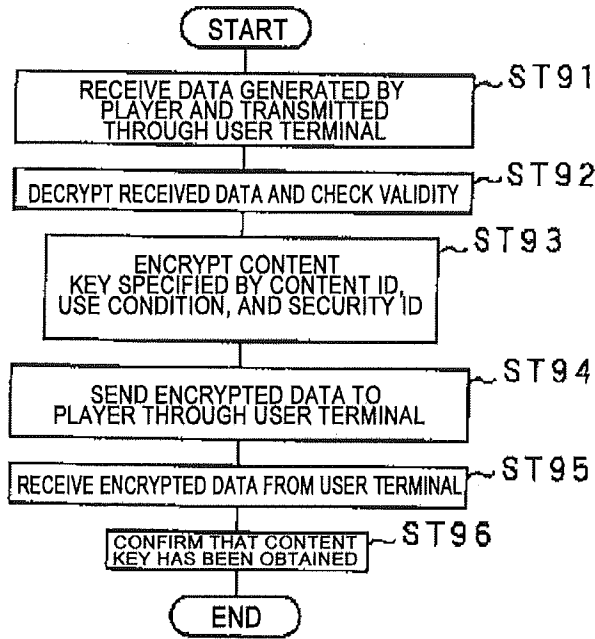 START
RECEIVE DATA GENERATED BY
PLAYER AND TRANSMITTED
THROUGH USER TERMINAL
ST91
DECRYPT RECEIVED DATA AND CHECK VALIDITY
ST92
ENCRYPT CONTENT
KEY SPECIFIED BY CONTENT ID,
USE CONDITION, AND SECURITY ID
ST93
SEND ENCRYPTED DATA TO
PLAYER THROUGH USER TERMINAL
ST94
RECEIVE ENCRYPTED DATA FROM USER TERMINAL
ST95
CONFIRM THAT CONTENT
KEY HAS BEEN OBTAINED
ST96
END